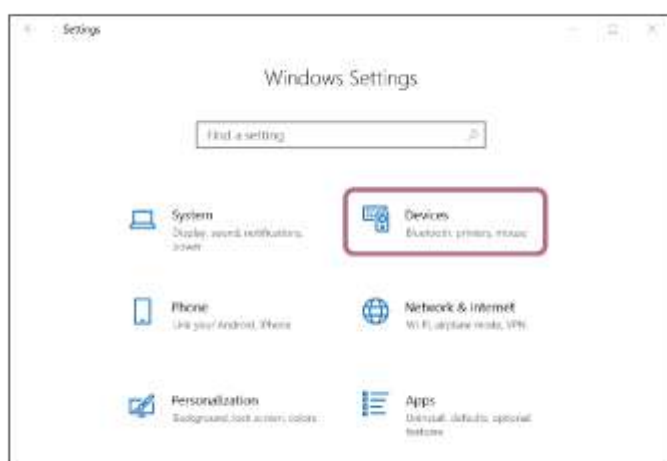 Settings
Windows Settings
Find a setting
System
Display, sound, notifications,
power
Devices
Bluetooth, printers, mouse
Phone
Link your Android, iPhone
Network & Internet
Wi-Fi, airplane mode, VPN
Personalization
Background, lock screen, colors
Apps
Uninstall, defaults, optional
features